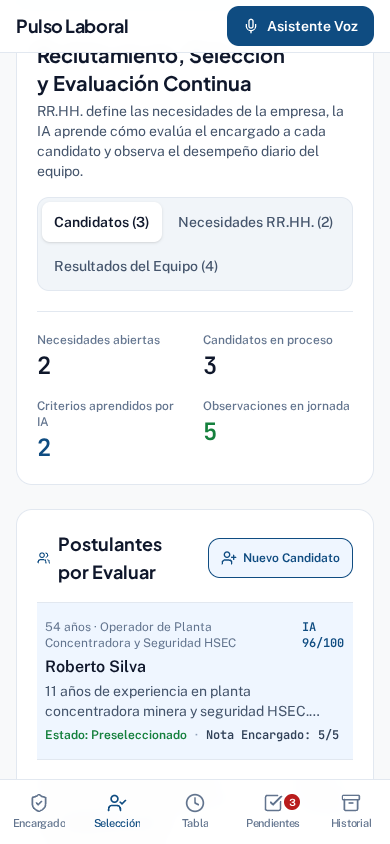 Pulso Laboral
Asistente Voz
Reclutamiento, Selección
y Evaluación Continua
RR.HH. define las necesidades de la empresa, la
IA aprende cómo evalúa el encargado a cada
candidato y observa el desempeño diario del
equipo.
Candidatos (3)
Necesidades RR.HH. (2)
Resultados del Equipo (4)
Necesidades abiertas
2
Candidatos en proceso
3
Criterios aprendidos por
IA
2
Observaciones en jornada
5
Postulantes
por Evaluar
Nuevo Candidato
54 años · Operador de Planta
Concentradora y Seguridad HSEC
IA
96/100
Roberto Silva
11 años de experiencia en planta
concentradora minera y seguridad HSEC....
Estado: Preseleccionado · Nota Encargado: 5/5
Encargado
Selección
Tabla
Pendientes
3
Historial